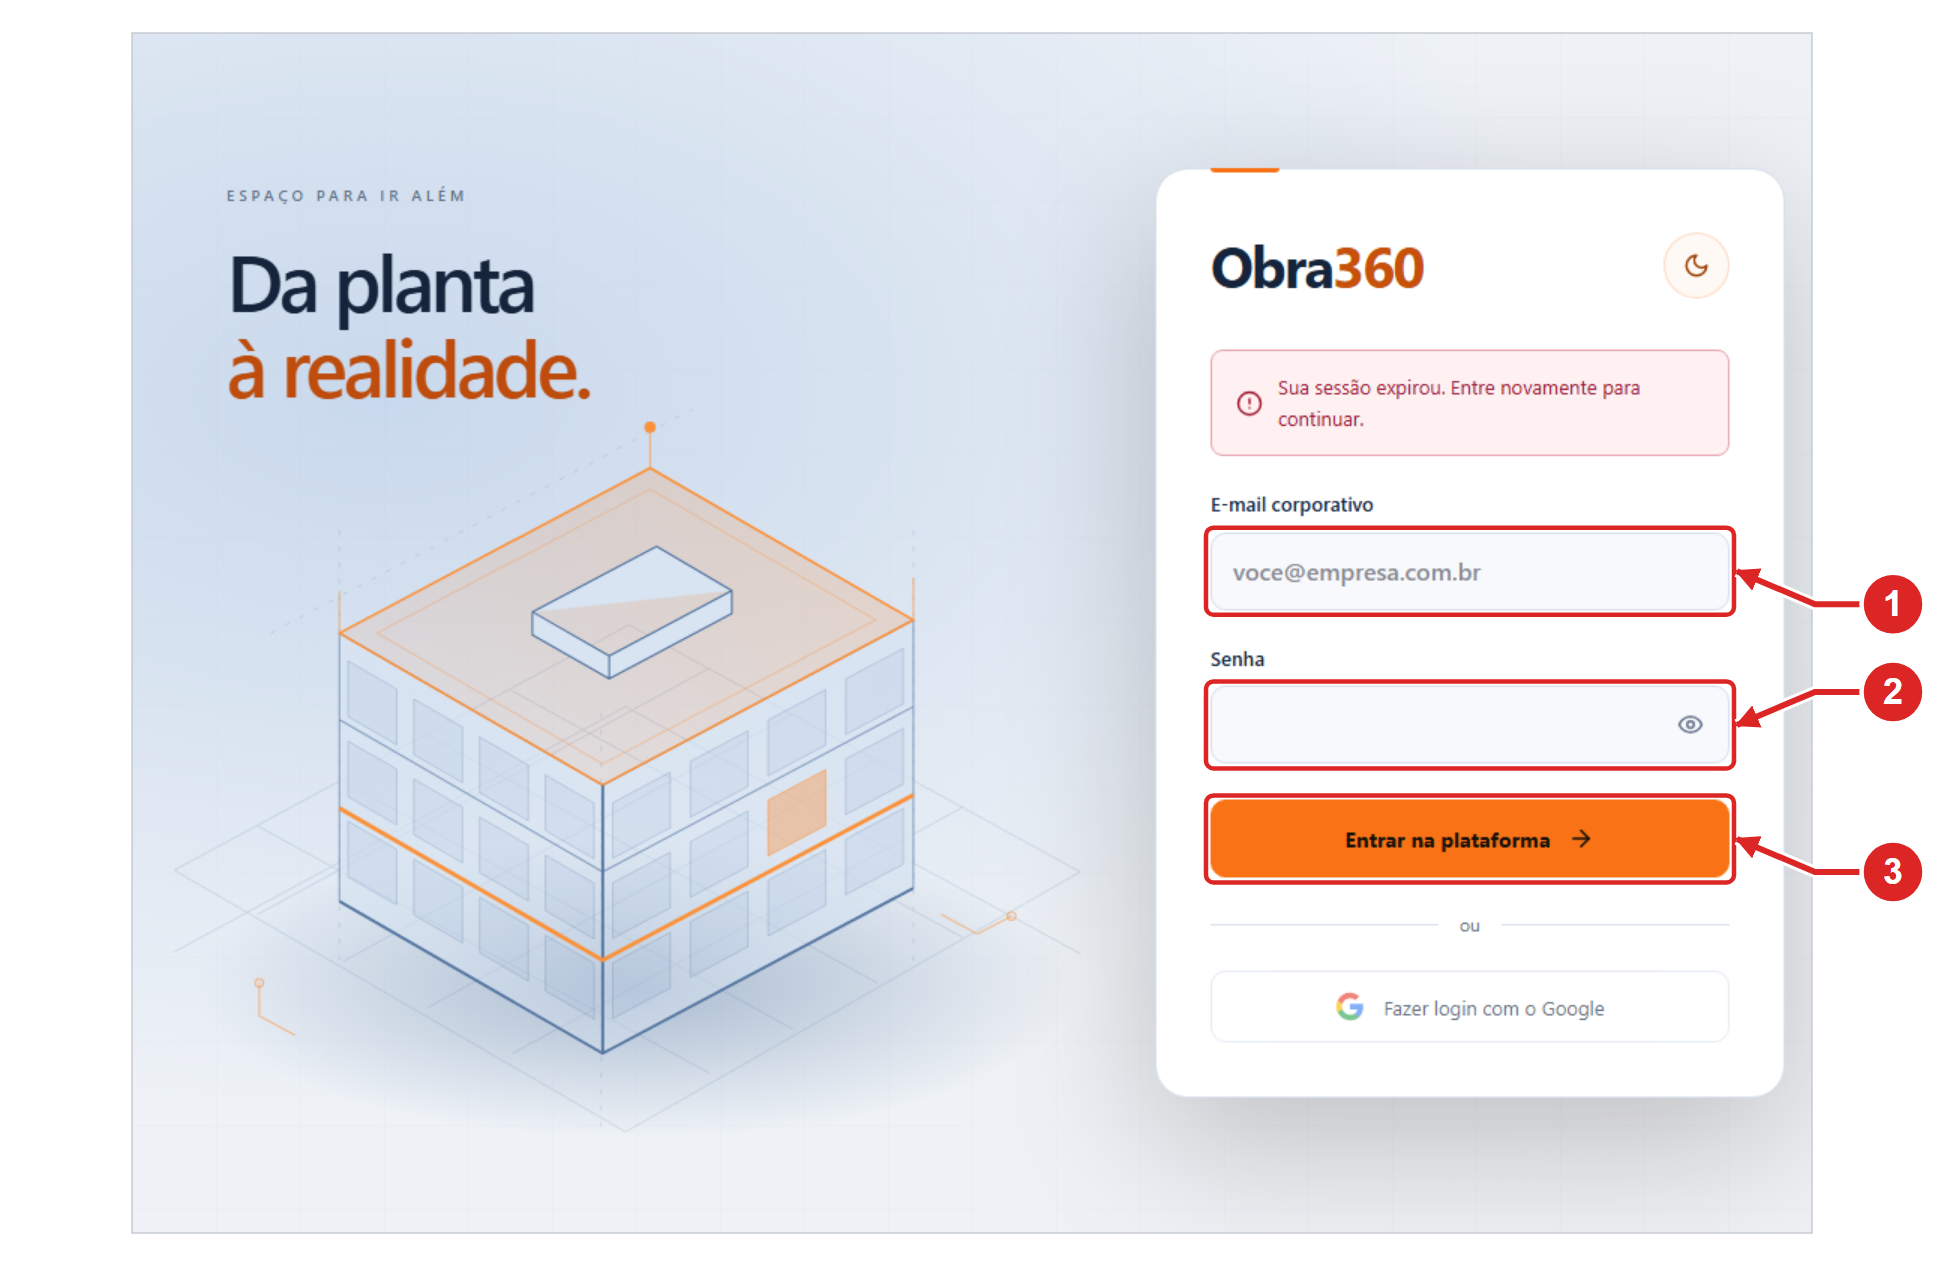 ESPAÇO PARA IR ALÉM
Da planta
à realidade.
Obra360
Sua sessão expirou. Entre novamente para
continuar.
E-mail corporativo
voce@empresa.com.br
1
Senha
2
Entrar na plataforma
3
ou
Fazer login com o Google